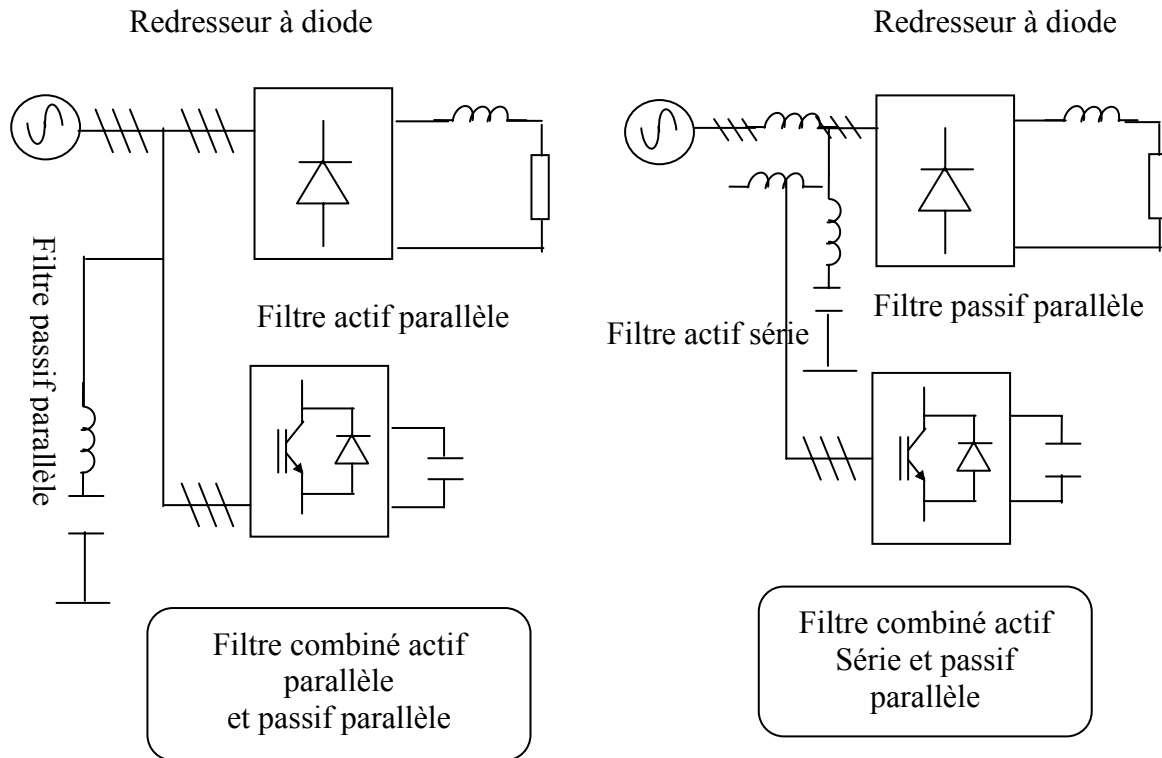 Redresseur à diode
Filtre passif parallèle
Filtre actif parallèle
Filtre combiné actif
parallèle
et passif parallèle
Redresseur à diode
Filtre passif parallèle
Filtre actif série
Filtre combiné actif
Série et passif
parallèle